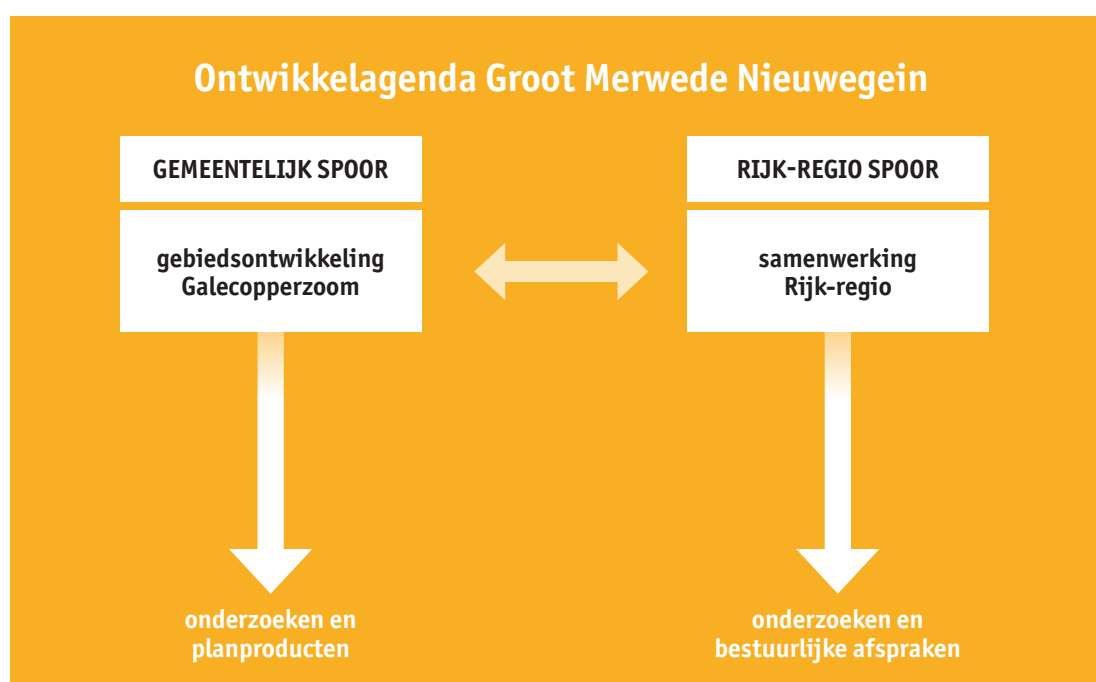 Ontwikkelagenda Groot Merwede Nieuwegein
GEMEENTELIJK SPOOR
gebiedsontwikkeling
Galecopperzoom
onderzoeken en
planproducten
RIJK-REGIO SPOOR
samenwerking
Rijk-regio
onderzoeken en
bestuurlijke afspraken